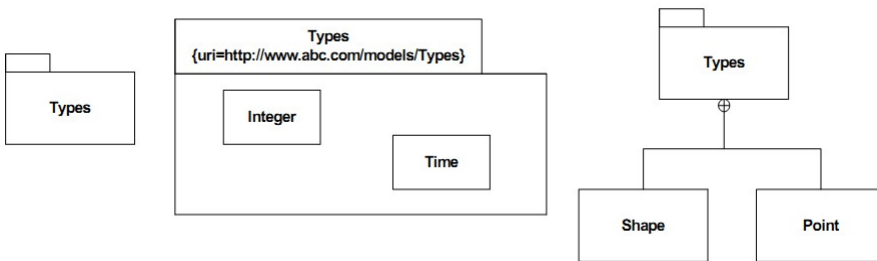 Types
Types
{uri=http://www.abc.com/models/Types}
Integer
Time
Types
Shape
Point